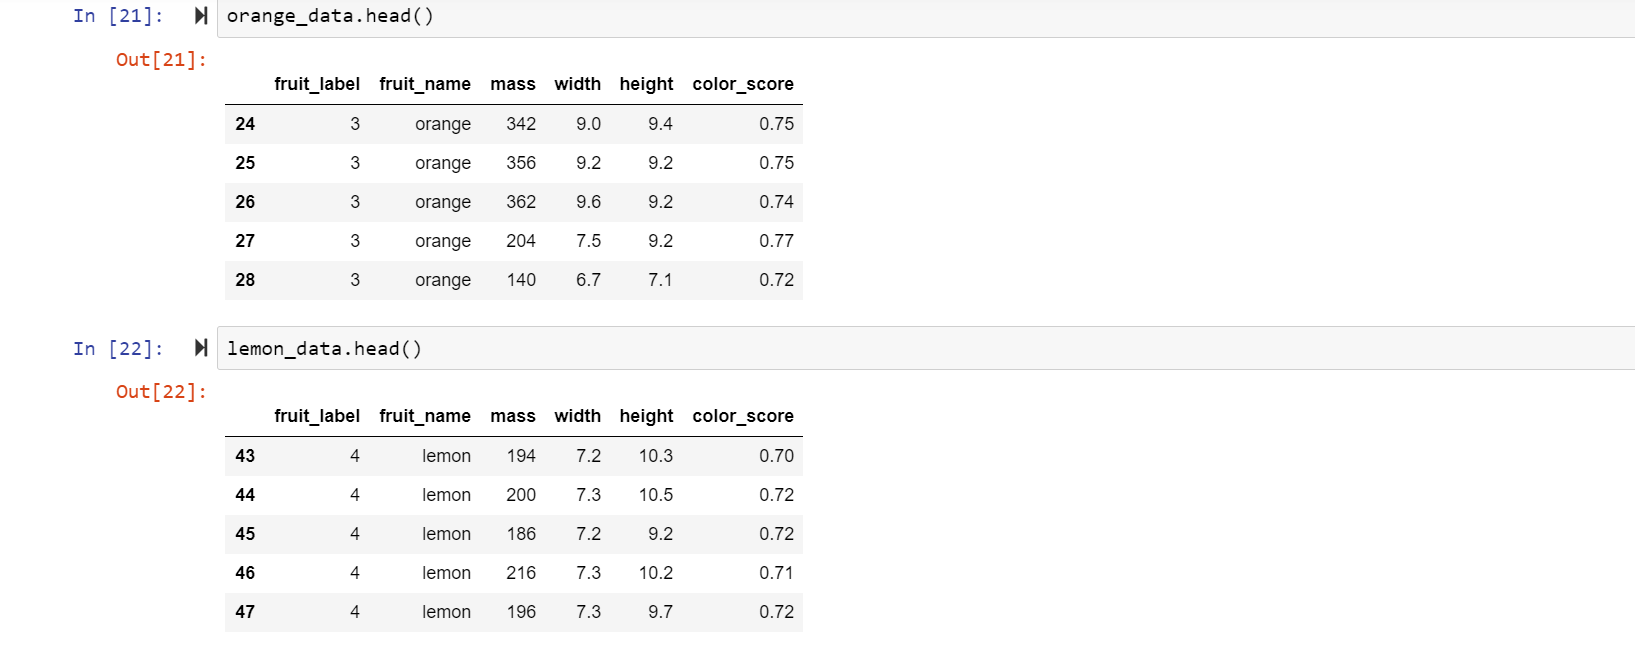 In [21]: orange_data.head()
Out[21]:
fruit_label fruit_name mass width height color_score
24 3 orange 342 9.0 9.4 0.75
25 3 orange 356 9.2 9.2 0.75
26 3 orange 362 9.6 9.2 0.74
27 3 orange 204 7.5 9.2 0.77
28 3 orange 140 6.7 7.1 0.72
In [22]: lemon_data.head()
Out[22]:
fruit_label fruit_name mass width height color_score
43 4 lemon 194 7.2 10.3 0.70
44 4 lemon 200 7.3 10.5 0.72
45 4 lemon 186 7.2 9.2 0.72
46 4 lemon 216 7.3 10.2 0.71
47 4 lemon 196 7.3 9.7 0.72